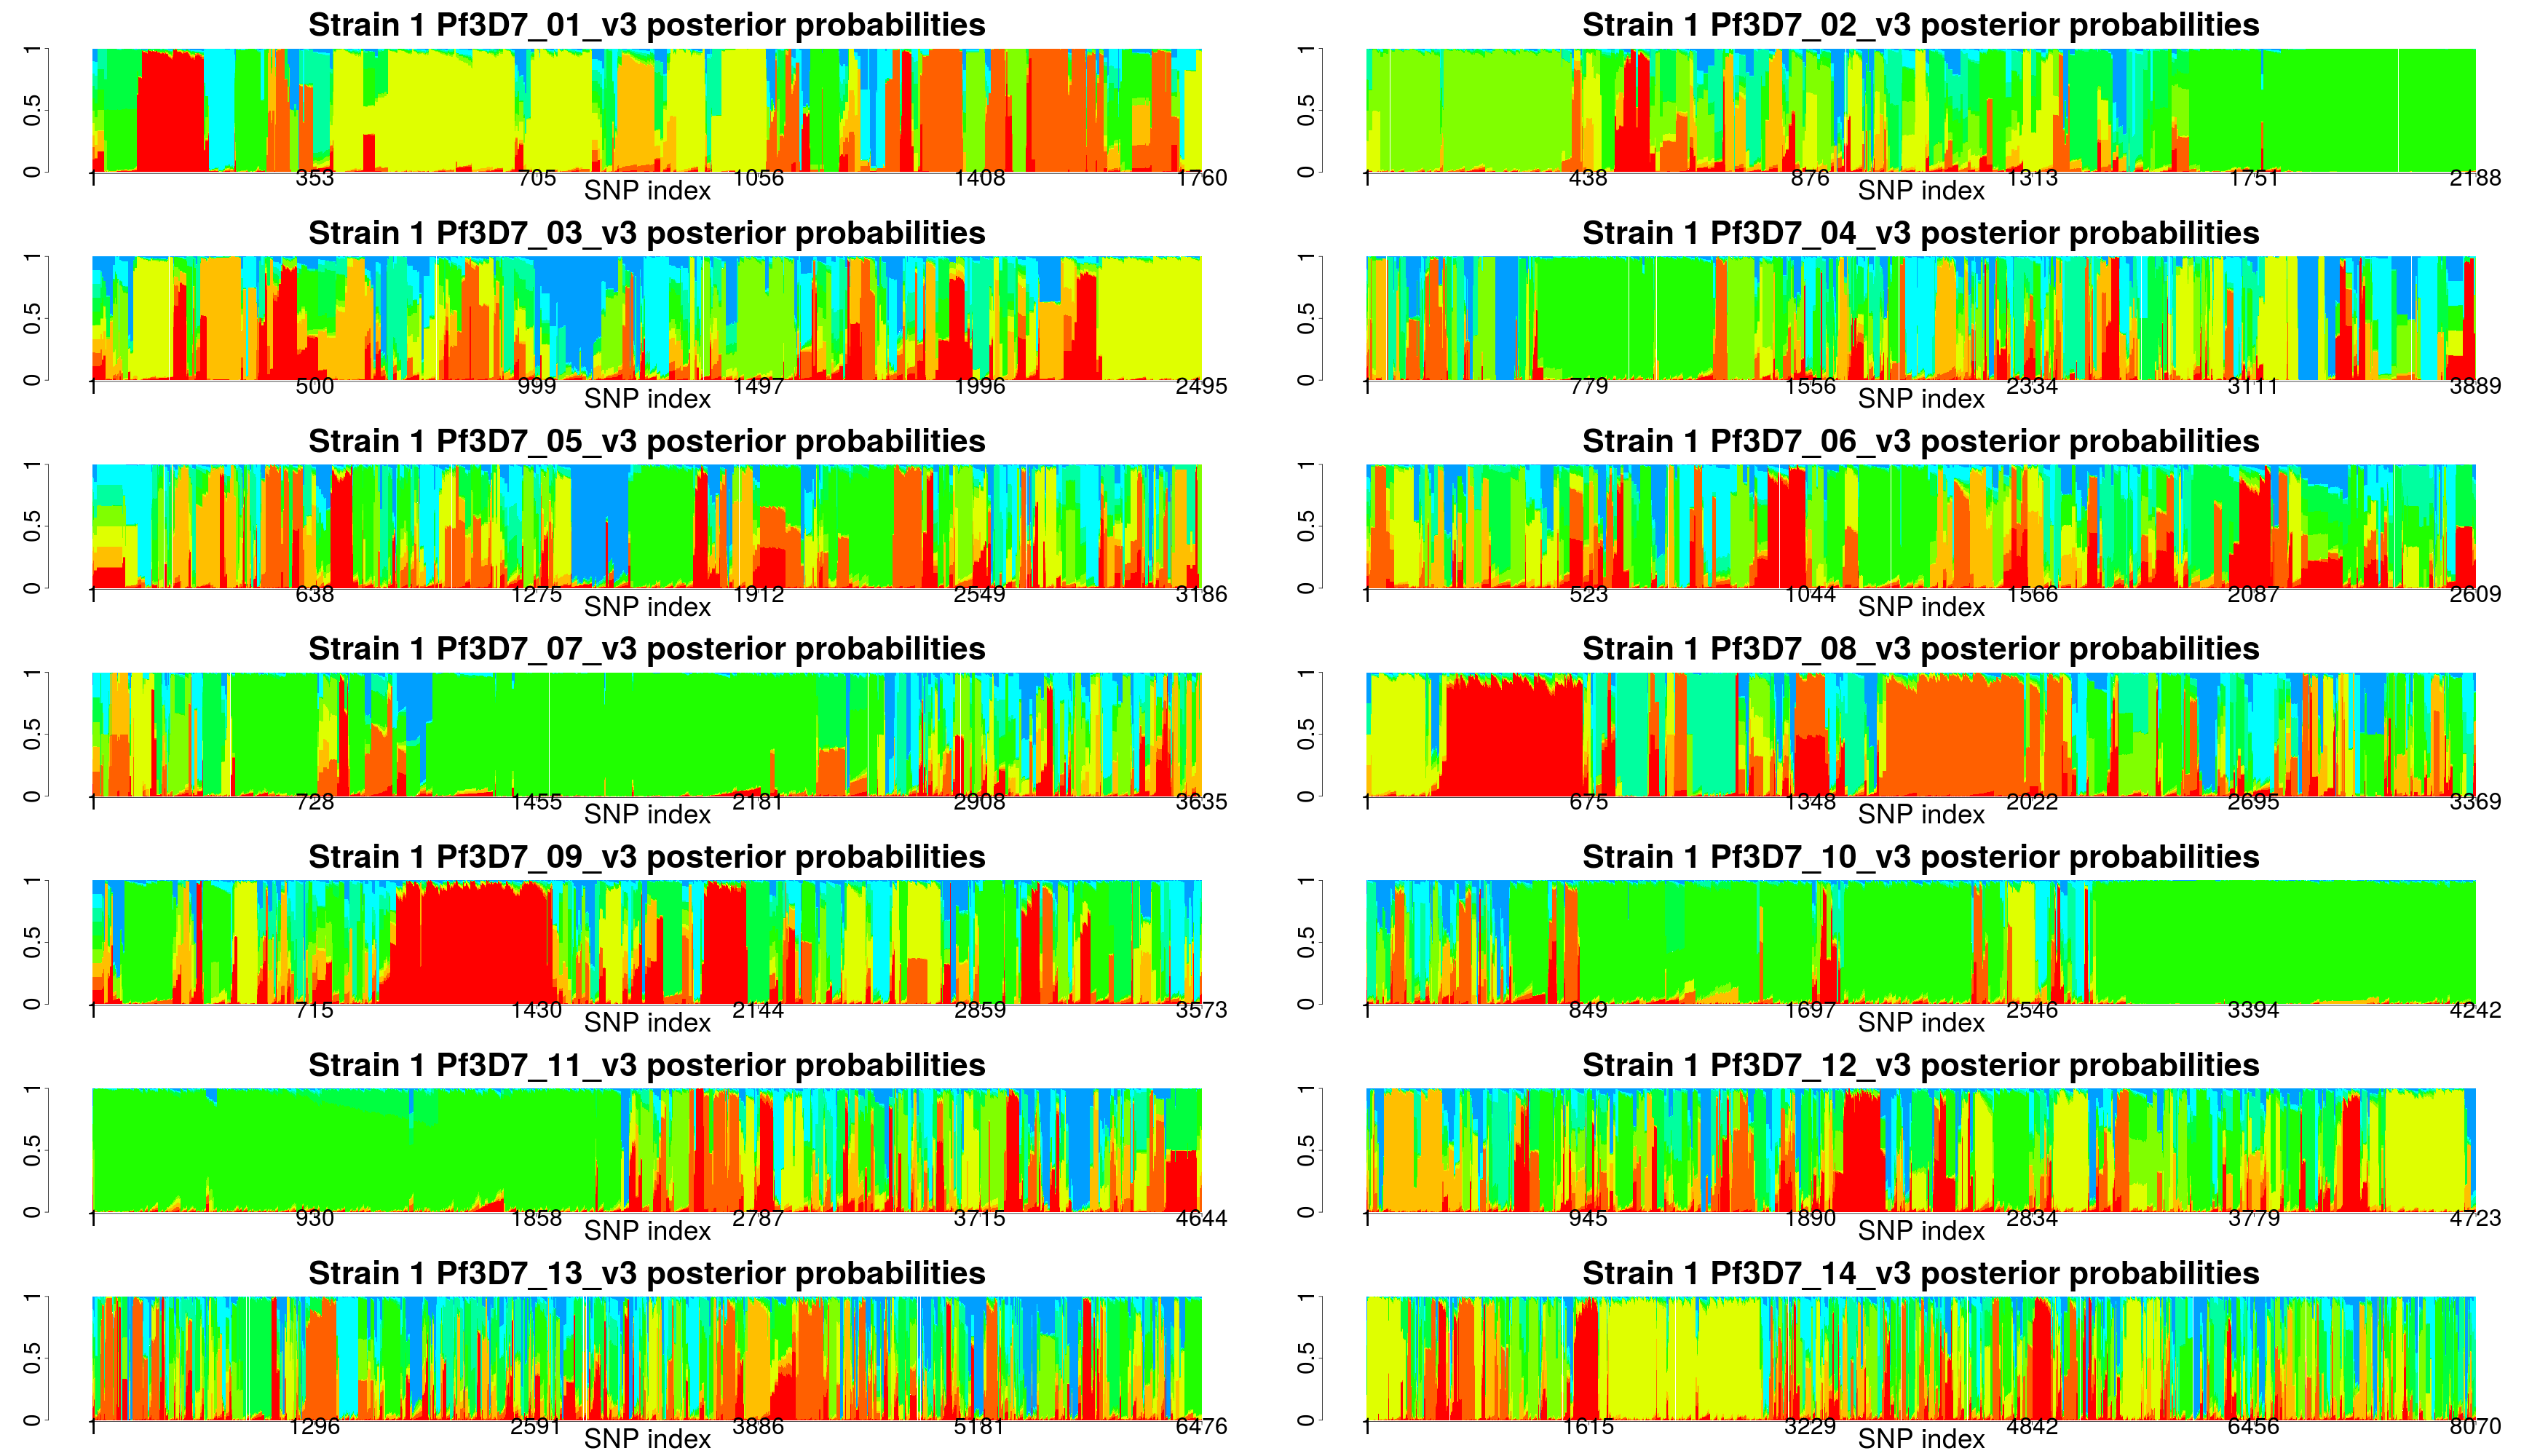 Strain 1 Pf3D7_01_v3 posterior probabilities
0 0.5 1
1 353 705 1056 1408 1760
SNP index
Strain 1 Pf3D7_02_v3 posterior probabilities
0 0.5 1
1 438 876 1313 1751 2188
SNP index
Strain 1 Pf3D7_03_v3 posterior probabilities
0 0.5 1
1 500 999 1497 1996 2495
SNP index
Strain 1 Pf3D7_04_v3 posterior probabilities
0 0.5 1
1 779 1556 2334 3111 3889
SNP index
Strain 1 Pf3D7_05_v3 posterior probabilities
0 0.5 1
1 638 1275 1912 2549 3186
SNP index
Strain 1 Pf3D7_06_v3 posterior probabilities
0 0.5 1
1 523 1044 1566 2087 2609
SNP index
Strain 1 Pf3D7_07_v3 posterior probabilities
0 0.5 1
1 728 1455 2181 2908 3635
SNP index
Strain 1 Pf3D7_08_v3 posterior probabilities
0 0.5 1
1 675 1348 2022 2695 3369
SNP index
Strain 1 Pf3D7_09_v3 posterior probabilities
0 0.5 1
1 715 1430 2144 2859 3573
SNP index
Strain 1 Pf3D7_10_v3 posterior probabilities
0 0.5 1
1 849 1697 2546 3394 4242
SNP index
Strain 1 Pf3D7_11_v3 posterior probabilities
0 0.5 1
1 930 1858 2787 3715 4644
SNP index
Strain 1 Pf3D7_12_v3 posterior probabilities
0 0.5 1
1 945 1890 2834 3779 4723
SNP index
Strain 1 Pf3D7_13_v3 posterior probabilities
0 0.5 1
1 1296 2591 3886 5181 6476
SNP index
Strain 1 Pf3D7_14_v3 posterior probabilities
0 0.5 1
1 1615 3229 4842 6456 8070
SNP index